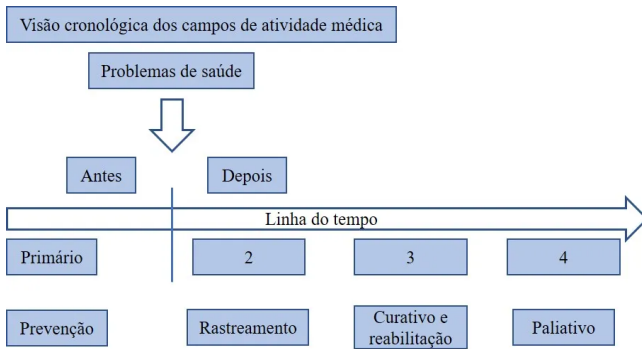 Visão cronológica dos campos de atividade médica
Problemas de saúde
Antes
Depois
Linha do tempo
Primário
2
3
4
Prevenção
Rastreamento
Curativo e
reabilitação
Paliativo